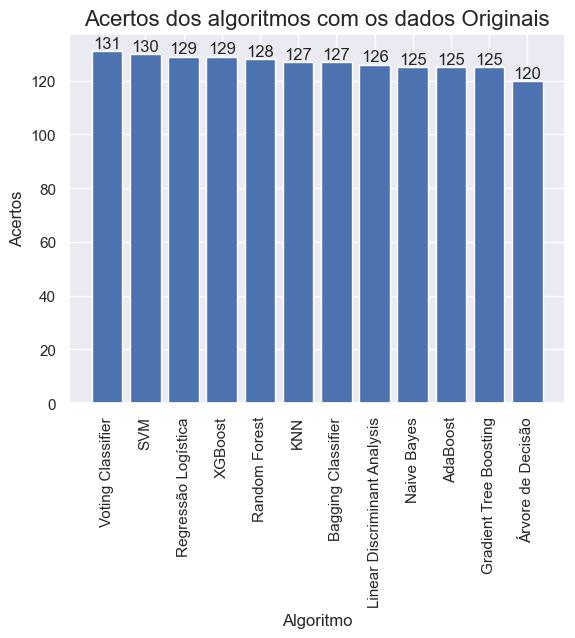 Acertos dos algoritmos com os dados Originais
131 130 129 129 128 127 127 126 125 125 125 120
120
100
80
60
40
20
0
Acertos
Voting Classifier
SVM
Regressão Logística
XGBoost
Random Forest
KNN
Bagging Classifier
Linear Discriminant Analysis
Naive Bayes
AdaBoost
Gradient Tree Boosting
Árvore de Decisão
Algoritmo